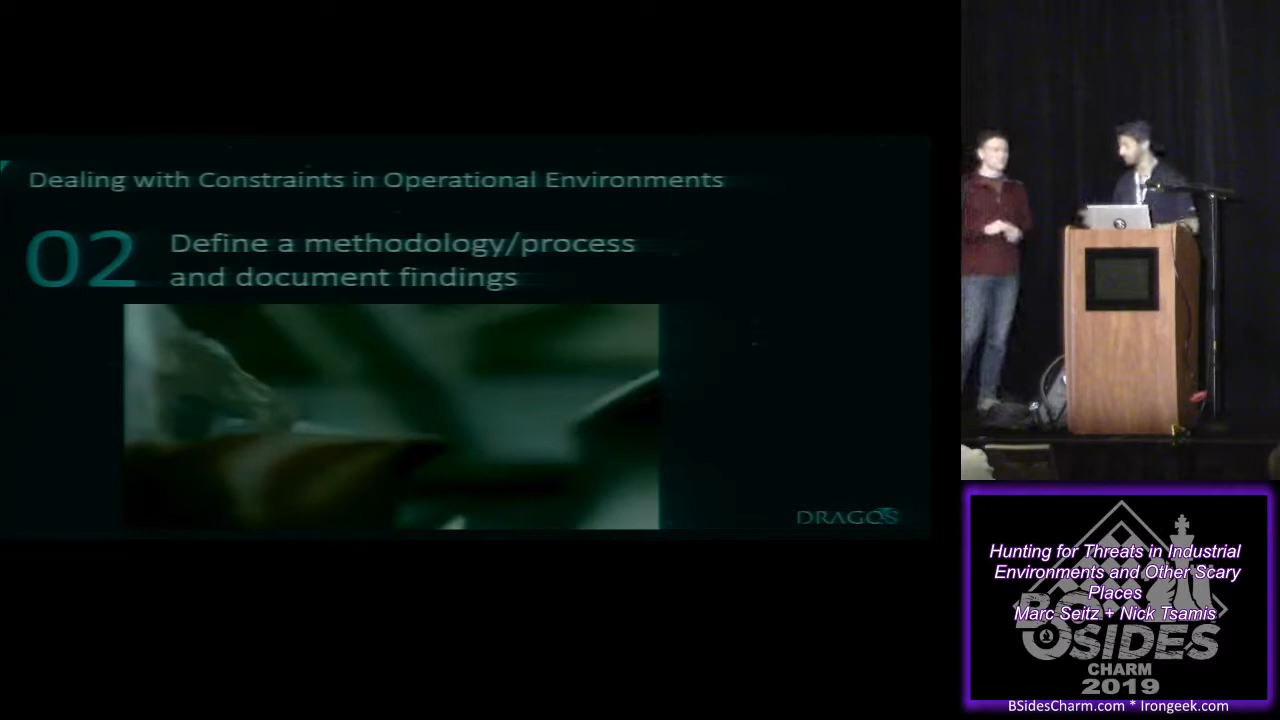 Dealing with Constraints in Operational Environments
02
Define a methodology/process
and document findings
DRAGOS
Hunting for Threats in Industrial
Environments and Other Scary
Places
Marc Seitz + Nick Tsamis
BSIDES
CHARM
2019
BSidesCharm.com * Irongeek.com